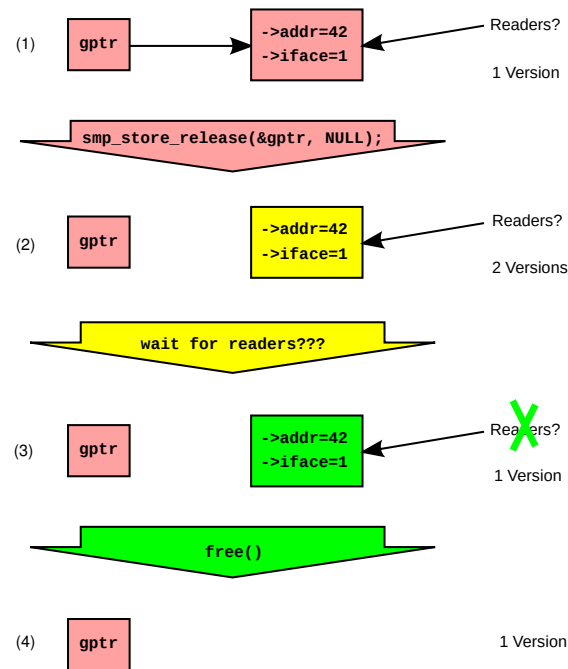 (1)
gptr
->addr=42
->iface=1
Readers?
1 Version
smp_store_release(&gptr, NULL);
(2)
gptr
->addr=42
->iface=1
Readers?
2 Versions
wait for readers???
(3)
gptr
->addr=42
->iface=1
Readers?
1 Version
free()
(4)
gptr
1 Version